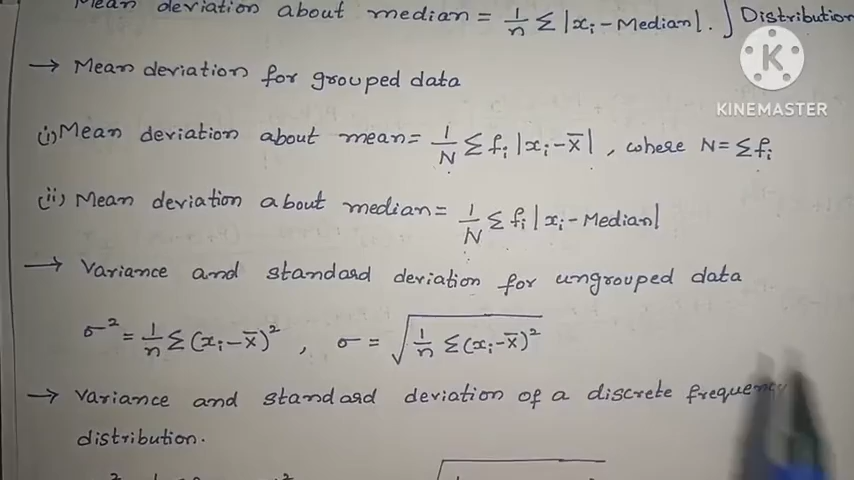 Mean deviation about median = 1/n Σ |xᵢ - Median|. ] Distribution
KINEMASTER
→ Mean deviation for grouped data
(i) Mean deviation about mean = 1/N Σ fᵢ |xᵢ - x̄| , where N = Σfᵢ
(ii) Mean deviation about median = 1/N Σ fᵢ |xᵢ - Median|
→ Variance and standard deviation for ungrouped data
σ² = 1/n Σ (xᵢ - x̄)² , σ = √(1/n Σ(xᵢ - x̄)²)
→ Variance and standard deviation of a discrete frequency
distribution.